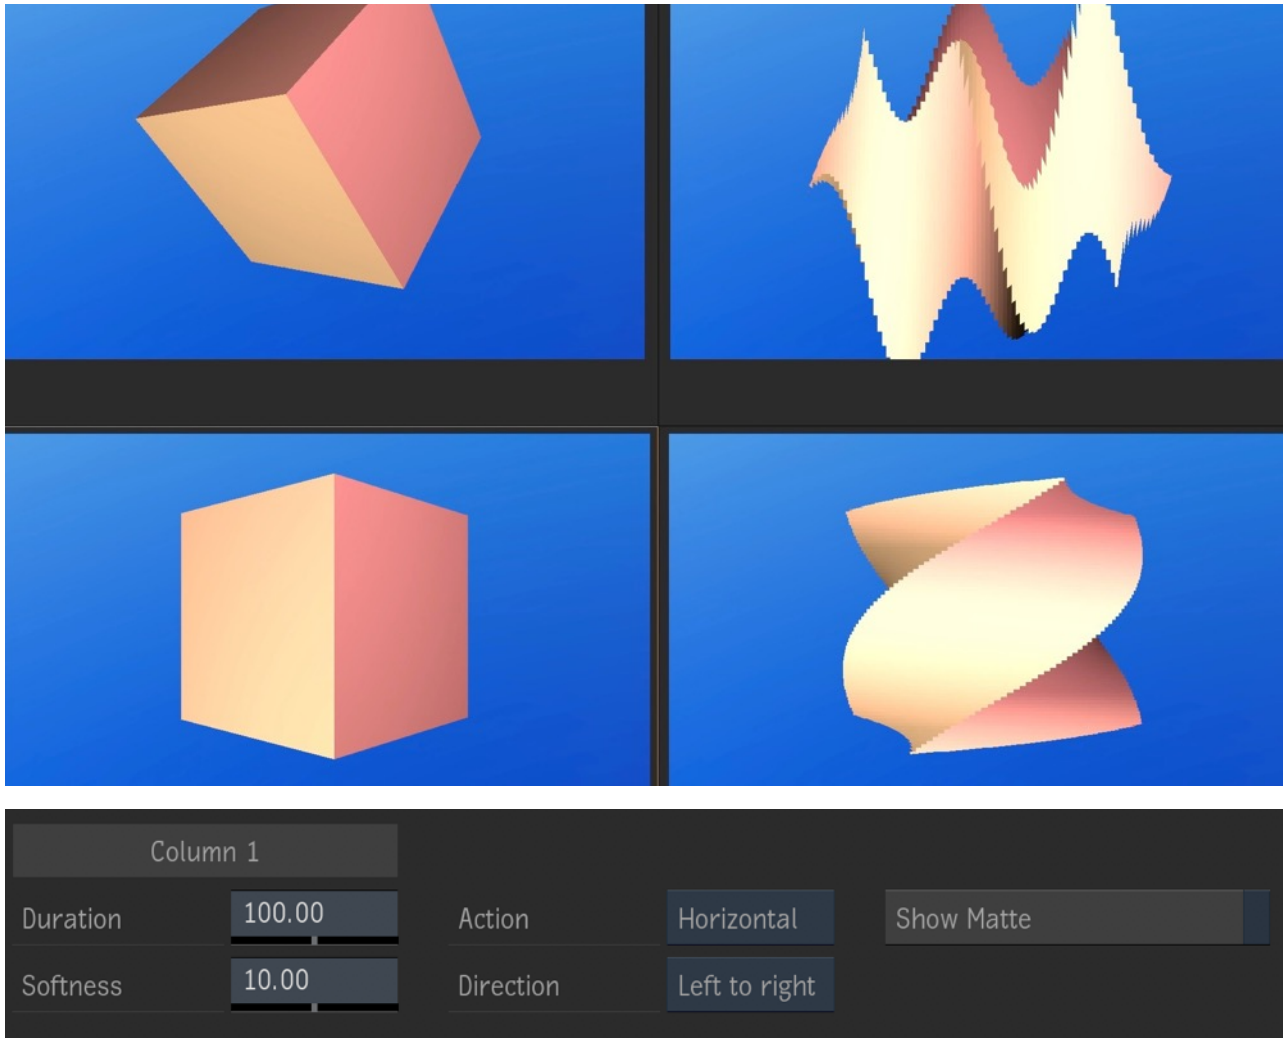 Column 1
Duration 100.00 Action Horizontal Show Matte
Softness 10.00 Direction Left to right